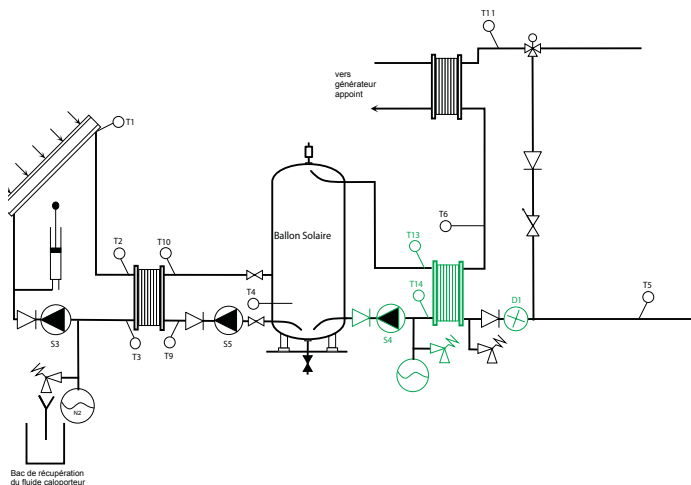 T11
vers
générateur
appoint
T1
T6
T2
T10
Ballon Solaire
T13
T4
T14
D1
T5
S3
T3
T9
S5
S4
N2
Bac de récupération
du fluide caloporteur